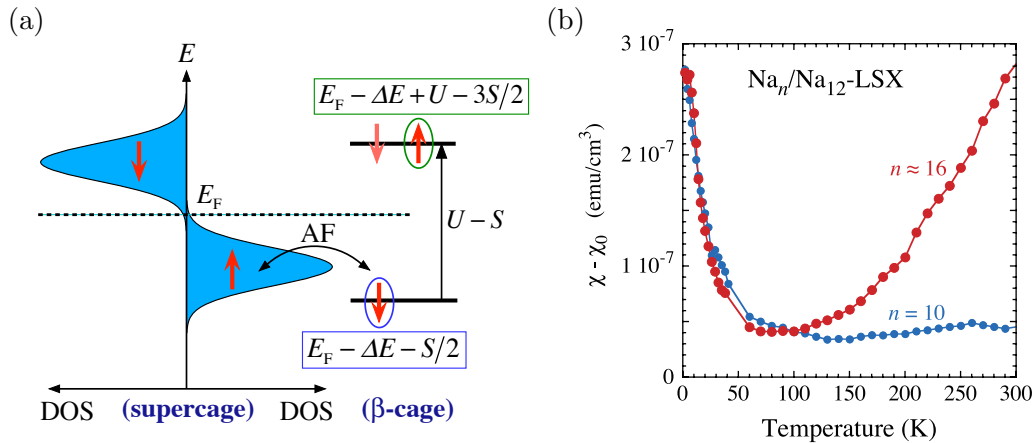 (a)
E
E_F − ΔE + U − 3S/2
E_F
AF
U − S
E_F − ΔE − S/2
DOS (supercage) DOS (β-cage)
(b)
3 10^-7
2 10^-7
1 10^-7
0
χ - χ_0 (emu/cm^3)
Na_n/Na_12-LSX
n ≈ 16
n = 10
0 50 100 150 200 250 300
Temperature (K)